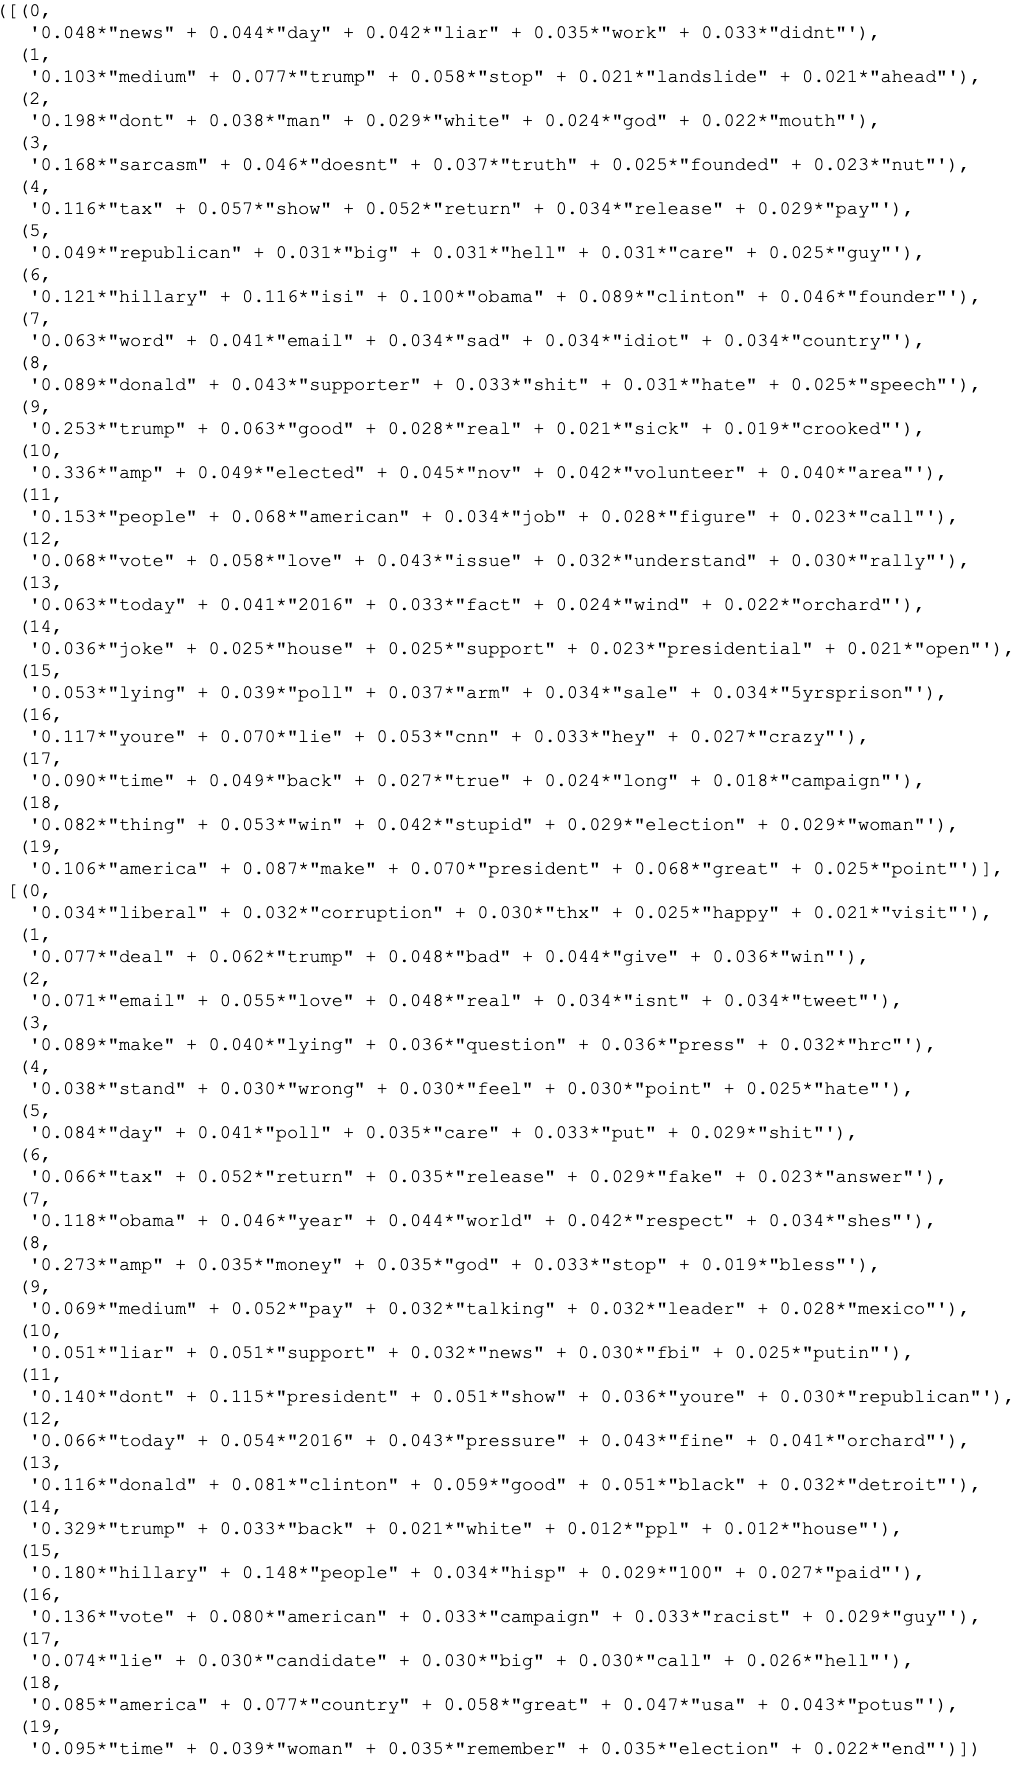 ([(0,
'0.048*"news" + 0.044*"day" + 0.042*"liar" + 0.035*"work" + 0.033*"didnt"'),
(1,
'0.103*"medium" + 0.077*"trump" + 0.058*"stop" + 0.021*"landslide" + 0.021*"ahead"'),
(2,
'0.198*"dont" + 0.038*"man" + 0.029*"white" + 0.024*"god" + 0.022*"mouth"'),
(3,
'0.168*"sarcasm" + 0.046*"doesnt" + 0.037*"truth" + 0.025*"founded" + 0.023*"nut"'),
(4,
'0.116*"tax" + 0.057*"show" + 0.052*"return" + 0.034*"release" + 0.029*"pay"'),
(5,
'0.049*"republican" + 0.031*"big" + 0.031*"hell" + 0.031*"care" + 0.025*"guy"'),
(6,
'0.121*"hillary" + 0.116*"isi" + 0.100*"obama" + 0.089*"clinton" + 0.046*"founder"'),
(7,
'0.063*"word" + 0.041*"email" + 0.034*"sad" + 0.034*"idiot" + 0.034*"country"'),
(8,
'0.089*"donald" + 0.043*"supporter" + 0.033*"shit" + 0.031*"hate" + 0.025*"speech"'),
(9,
'0.253*"trump" + 0.063*"good" + 0.028*"real" + 0.021*"sick" + 0.019*"crooked"'),
(10,
'0.336*"amp" + 0.049*"elected" + 0.045*"nov" + 0.042*"volunteer" + 0.040*"area"'),
(11,
'0.153*"people" + 0.068*"american" + 0.034*"job" + 0.028*"figure" + 0.023*"call"'),
(12,
'0.068*"vote" + 0.058*"love" + 0.043*"issue" + 0.032*"understand" + 0.030*"rally"'),
(13,
'0.063*"today" + 0.041*"2016" + 0.033*"fact" + 0.024*"wind" + 0.022*"orchard"'),
(14,
'0.036*"joke" + 0.025*"house" + 0.025*"support" + 0.023*"presidential" + 0.021*"open"'),
(15,
'0.053*"lying" + 0.039*"poll" + 0.037*"arm" + 0.034*"sale" + 0.034*"5yrsprison"'),
(16,
'0.117*"youre" + 0.070*"lie" + 0.053*"cnn" + 0.033*"hey" + 0.027*"crazy"'),
(17,
'0.090*"time" + 0.049*"back" + 0.027*"true" + 0.024*"long" + 0.018*"campaign"'),
(18,
'0.082*"thing" + 0.053*"win" + 0.042*"stupid" + 0.029*"election" + 0.029*"woman"'),
(19,
'0.106*"america" + 0.087*"make" + 0.070*"president" + 0.068*"great" + 0.025*"point"')],
[(0,
'0.034*"liberal" + 0.032*"corruption" + 0.030*"thx" + 0.025*"happy" + 0.021*"visit"'),
(1,
'0.077*"deal" + 0.062*"trump" + 0.048*"bad" + 0.044*"give" + 0.036*"win"'),
(2,
'0.071*"email" + 0.055*"love" + 0.048*"real" + 0.034*"isnt" + 0.034*"tweet"'),
(3,
'0.089*"make" + 0.040*"lying" + 0.036*"question" + 0.036*"press" + 0.032*"hrc"'),
(4,
'0.038*"stand" + 0.030*"wrong" + 0.030*"feel" + 0.030*"point" + 0.025*"hate"'),
(5,
'0.084*"day" + 0.041*"poll" + 0.035*"care" + 0.033*"put" + 0.029*"shit"'),
(6,
'0.066*"tax" + 0.052*"return" + 0.035*"release" + 0.029*"fake" + 0.023*"answer"'),
(7,
'0.118*"obama" + 0.046*"year" + 0.044*"world" + 0.042*"respect" + 0.034*"shes"'),
(8,
'0.273*"amp" + 0.035*"money" + 0.035*"god" + 0.033*"stop" + 0.019*"bless"'),
(9,
'0.069*"medium" + 0.052*"pay" + 0.032*"talking" + 0.032*"leader" + 0.028*"mexico"'),
(10,
'0.051*"liar" + 0.051*"support" + 0.032*"news" + 0.030*"fbi" + 0.025*"putin"'),
(11,
'0.140*"dont" + 0.115*"president" + 0.051*"show" + 0.036*"youre" + 0.030*"republican"'),
(12,
'0.066*"today" + 0.054*"2016" + 0.043*"pressure" + 0.043*"fine" + 0.041*"orchard"'),
(13,
'0.116*"donald" + 0.081*"clinton" + 0.059*"good" + 0.051*"black" + 0.032*"detroit"'),
(14,
'0.329*"trump" + 0.033*"back" + 0.021*"white" + 0.012*"ppl" + 0.012*"house"'),
(15,
'0.180*"hillary" + 0.148*"people" + 0.034*"hisp" + 0.029*"100" + 0.027*"paid"'),
(16,
'0.136*"vote" + 0.080*"american" + 0.033*"campaign" + 0.033*"racist" + 0.029*"guy"'),
(17,
'0.074*"lie" + 0.030*"candidate" + 0.030*"big" + 0.030*"call" + 0.026*"hell"'),
(18,
'0.085*"america" + 0.077*"country" + 0.058*"great" + 0.047*"usa" + 0.043*"potus"'),
(19,
'0.095*"time" + 0.039*"woman" + 0.035*"remember" + 0.035*"election" + 0.022*"end"')])